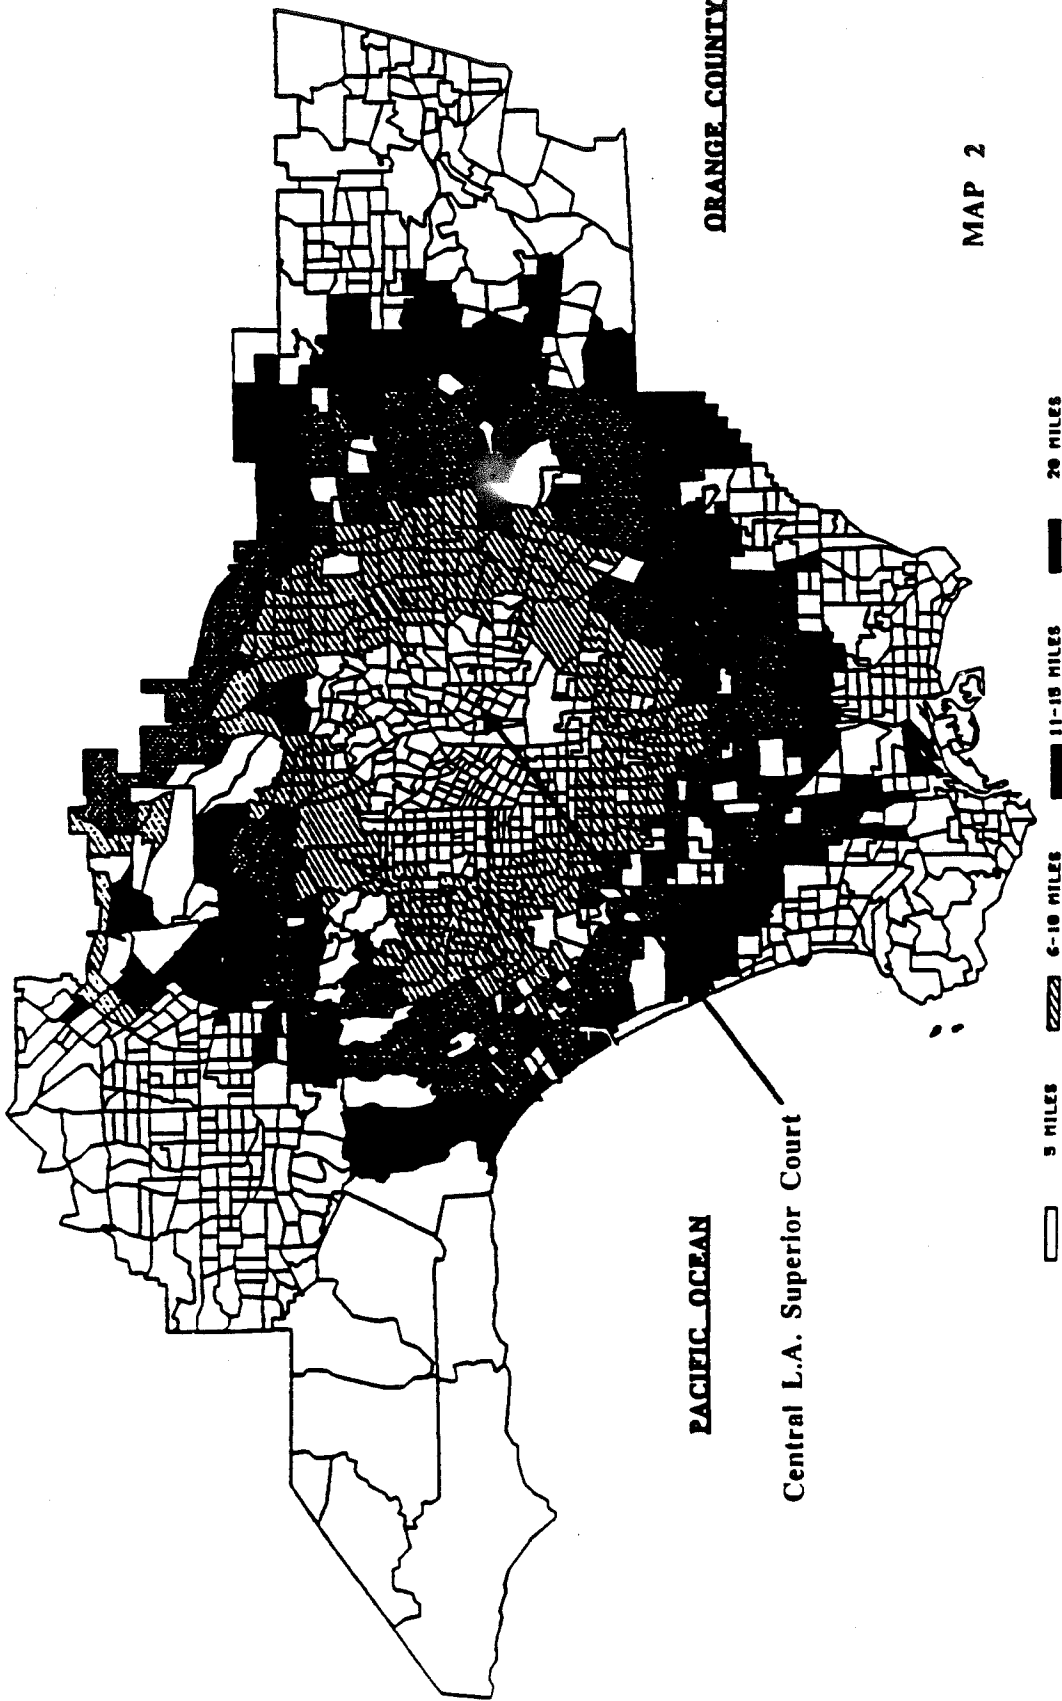 ORANGE COUNTY
MAP 2
PACIFIC OCEAN
Central L.A. Superior Court
5 MILES
6-10 MILES
11-15 MILES
20 MILES